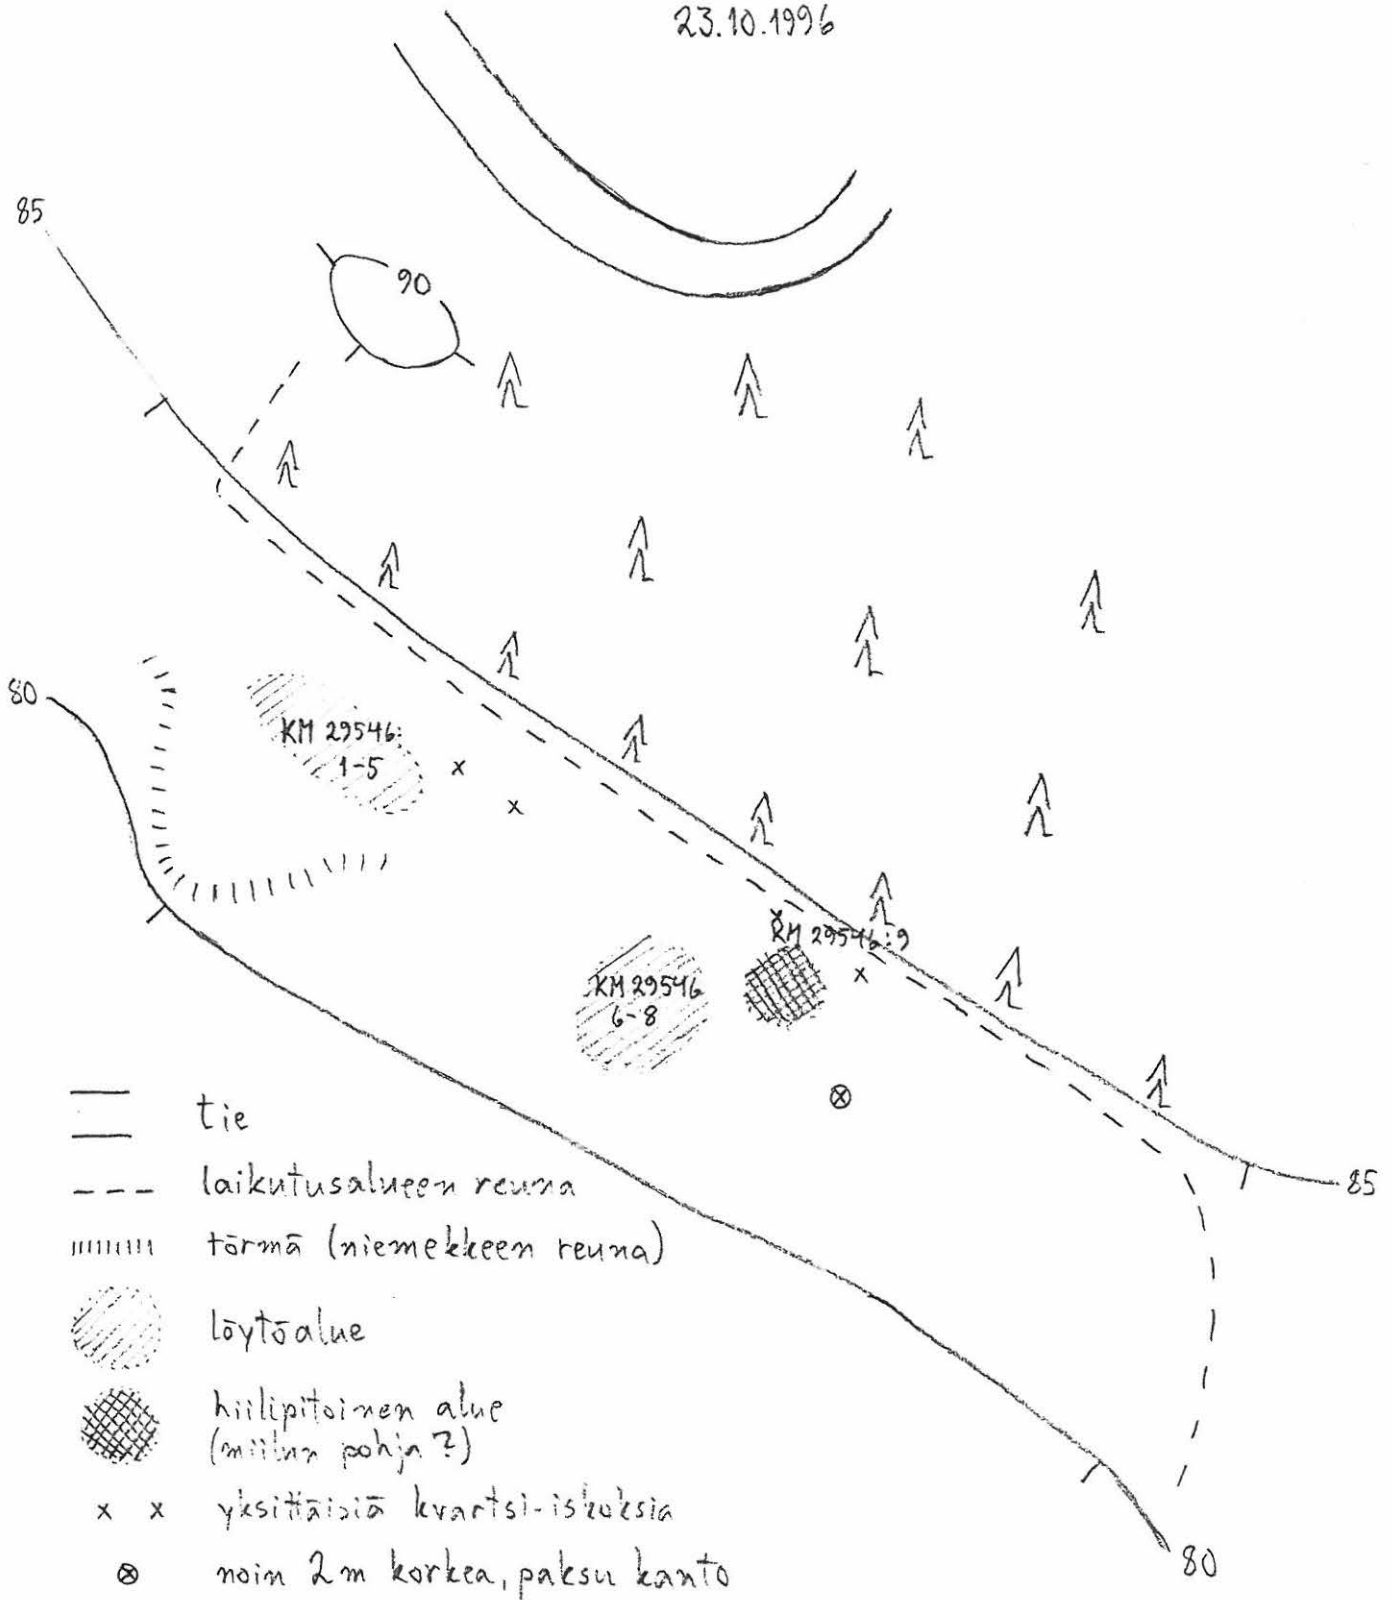 23.10.1996
85
90
80
KM 29546:
1-5
KM 29546:9
KM 29546
6-8
85
80
tie
laikutusalueen reuna
törmä (niemekkeen reuna)
löytöalue
hiilipitoinen alue
(miilun pohja?)
x x yksittäisiä kvartsi-iskoksia
⊗ noin 2 m korkea, paksu kanto